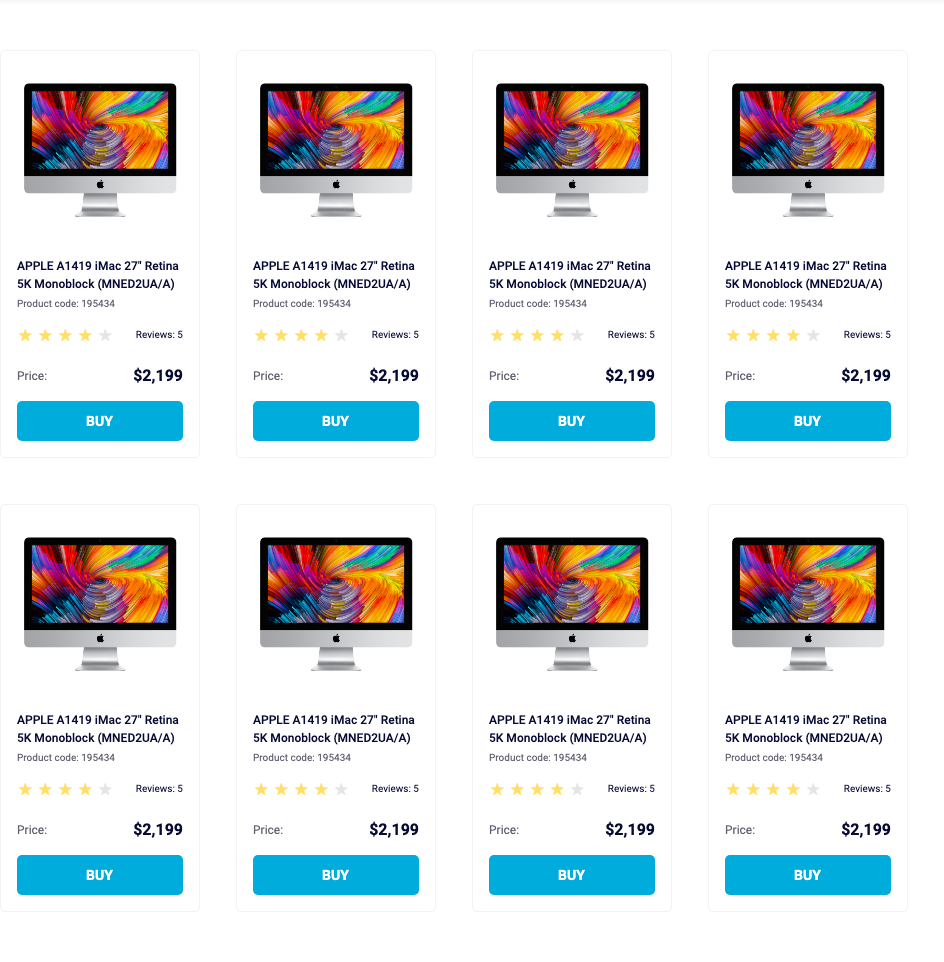 APPLE A1419 iMac 27" Retina
5K Monoblock (MNED2UA/A)
Product code: 195434
Reviews: 5
Price: $2,199
BUY
APPLE A1419 iMac 27" Retina
5K Monoblock (MNED2UA/A)
Product code: 195434
Reviews: 5
Price: $2,199
BUY
APPLE A1419 iMac 27" Retina
5K Monoblock (MNED2UA/A)
Product code: 195434
Reviews: 5
Price: $2,199
BUY
APPLE A1419 iMac 27" Retina
5K Monoblock (MNED2UA/A)
Product code: 195434
Reviews: 5
Price: $2,199
BUY
APPLE A1419 iMac 27" Retina
5K Monoblock (MNED2UA/A)
Product code: 195434
Reviews: 5
Price: $2,199
BUY
APPLE A1419 iMac 27" Retina
5K Monoblock (MNED2UA/A)
Product code: 195434
Reviews: 5
Price: $2,199
BUY
APPLE A1419 iMac 27" Retina
5K Monoblock (MNED2UA/A)
Product code: 195434
Reviews: 5
Price: $2,199
BUY
APPLE A1419 iMac 27" Retina
5K Monoblock (MNED2UA/A)
Product code: 195434
Reviews: 5
Price: $2,199
BUY